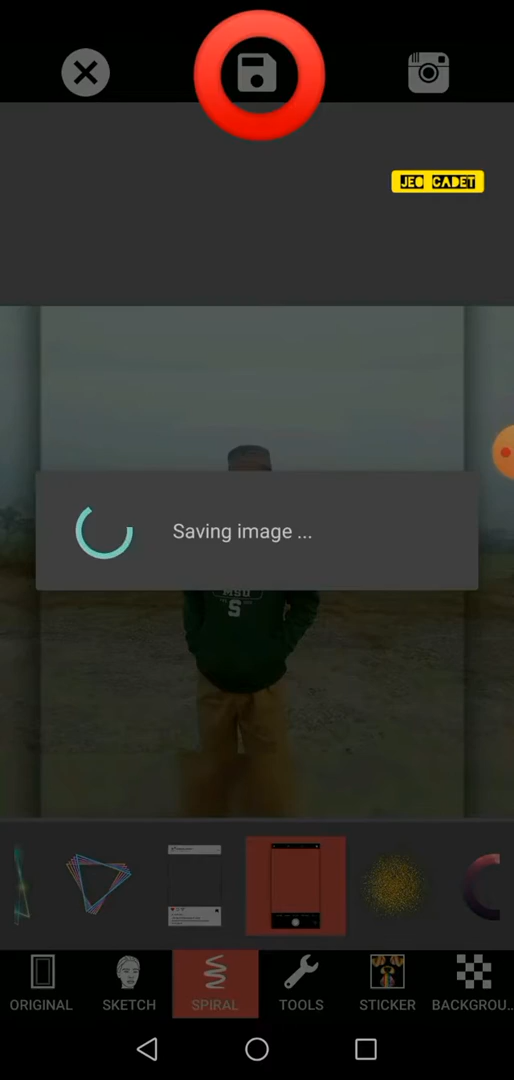 JEO CADET
Saving image ...
MSU
S
ORIGINAL
SKETCH
SPIRAL
TOOLS
STICKER
BACKGROU...